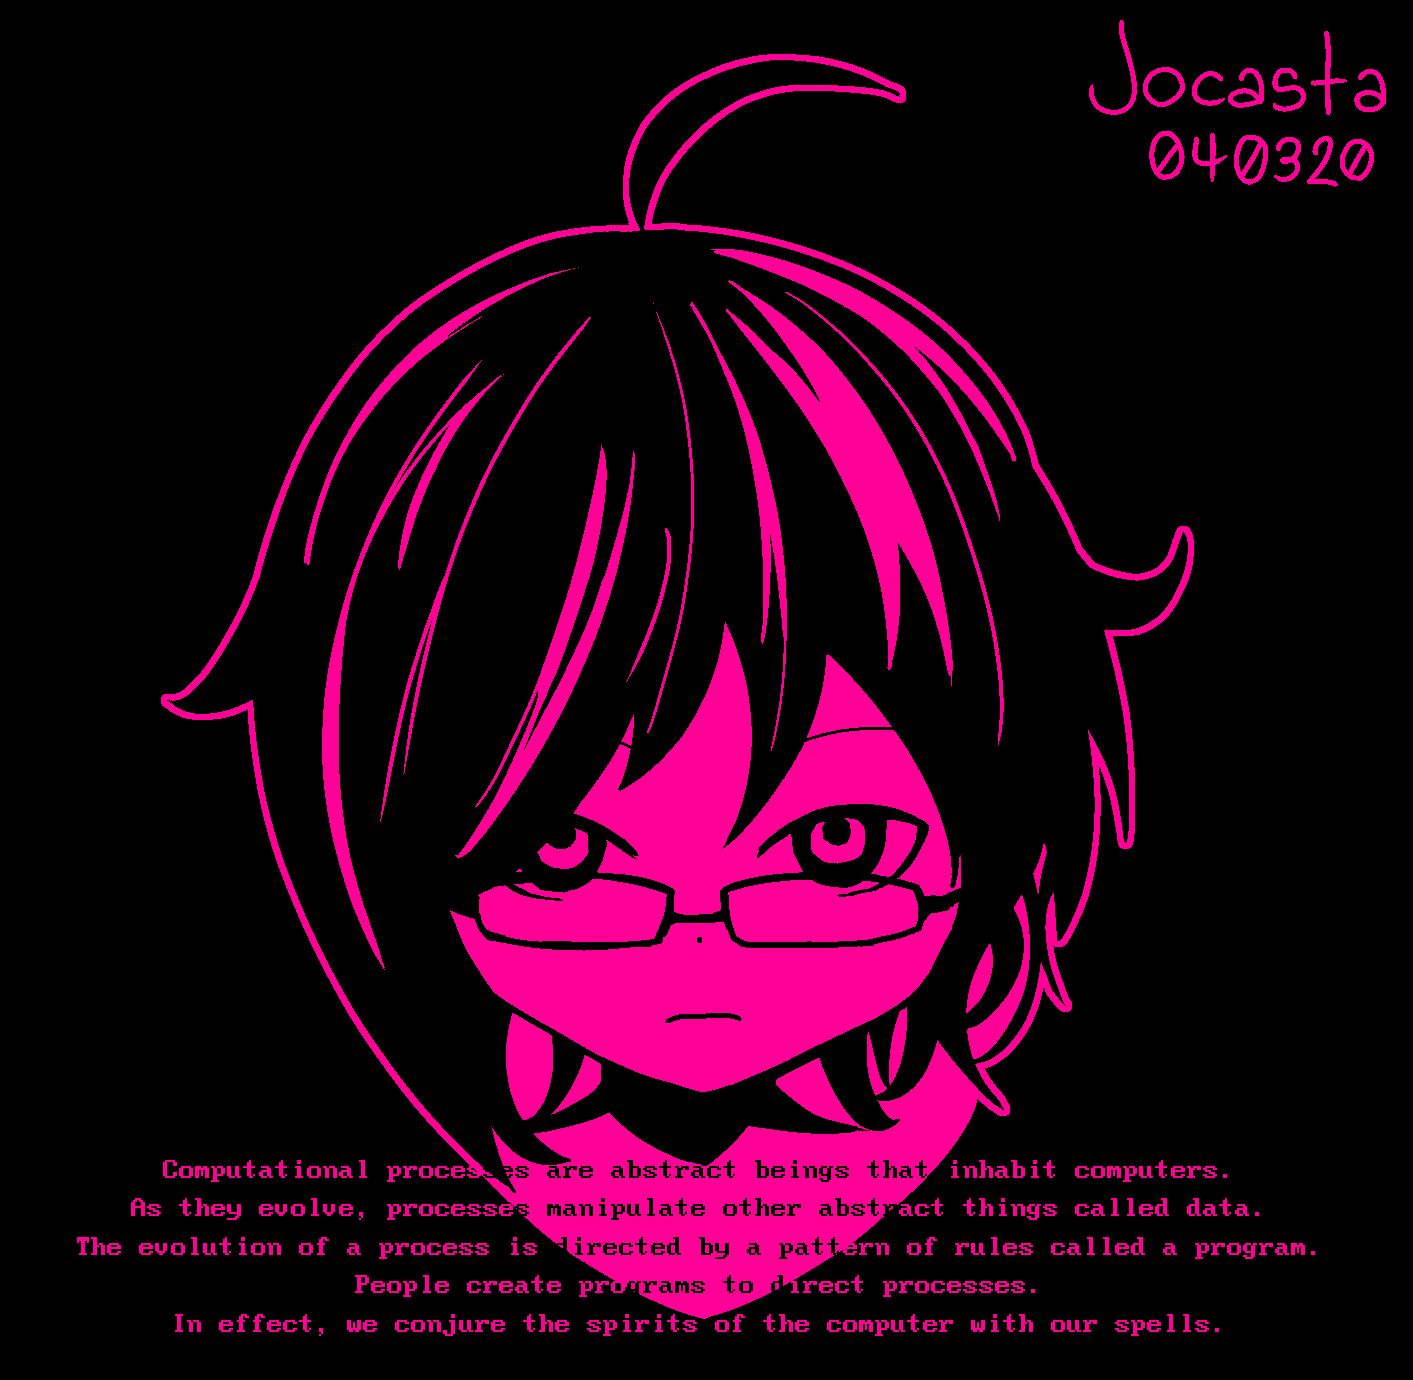 Jocasta
040320
Computational processes are abstract beings that inhabit computers.
As they evolve, processes manipulate other abstract things called data.
The evolution of a process is directed by a pattern of rules called a program.
People create programs to direct processes.
In effect, we conjure the spirits of the computer with our spells.